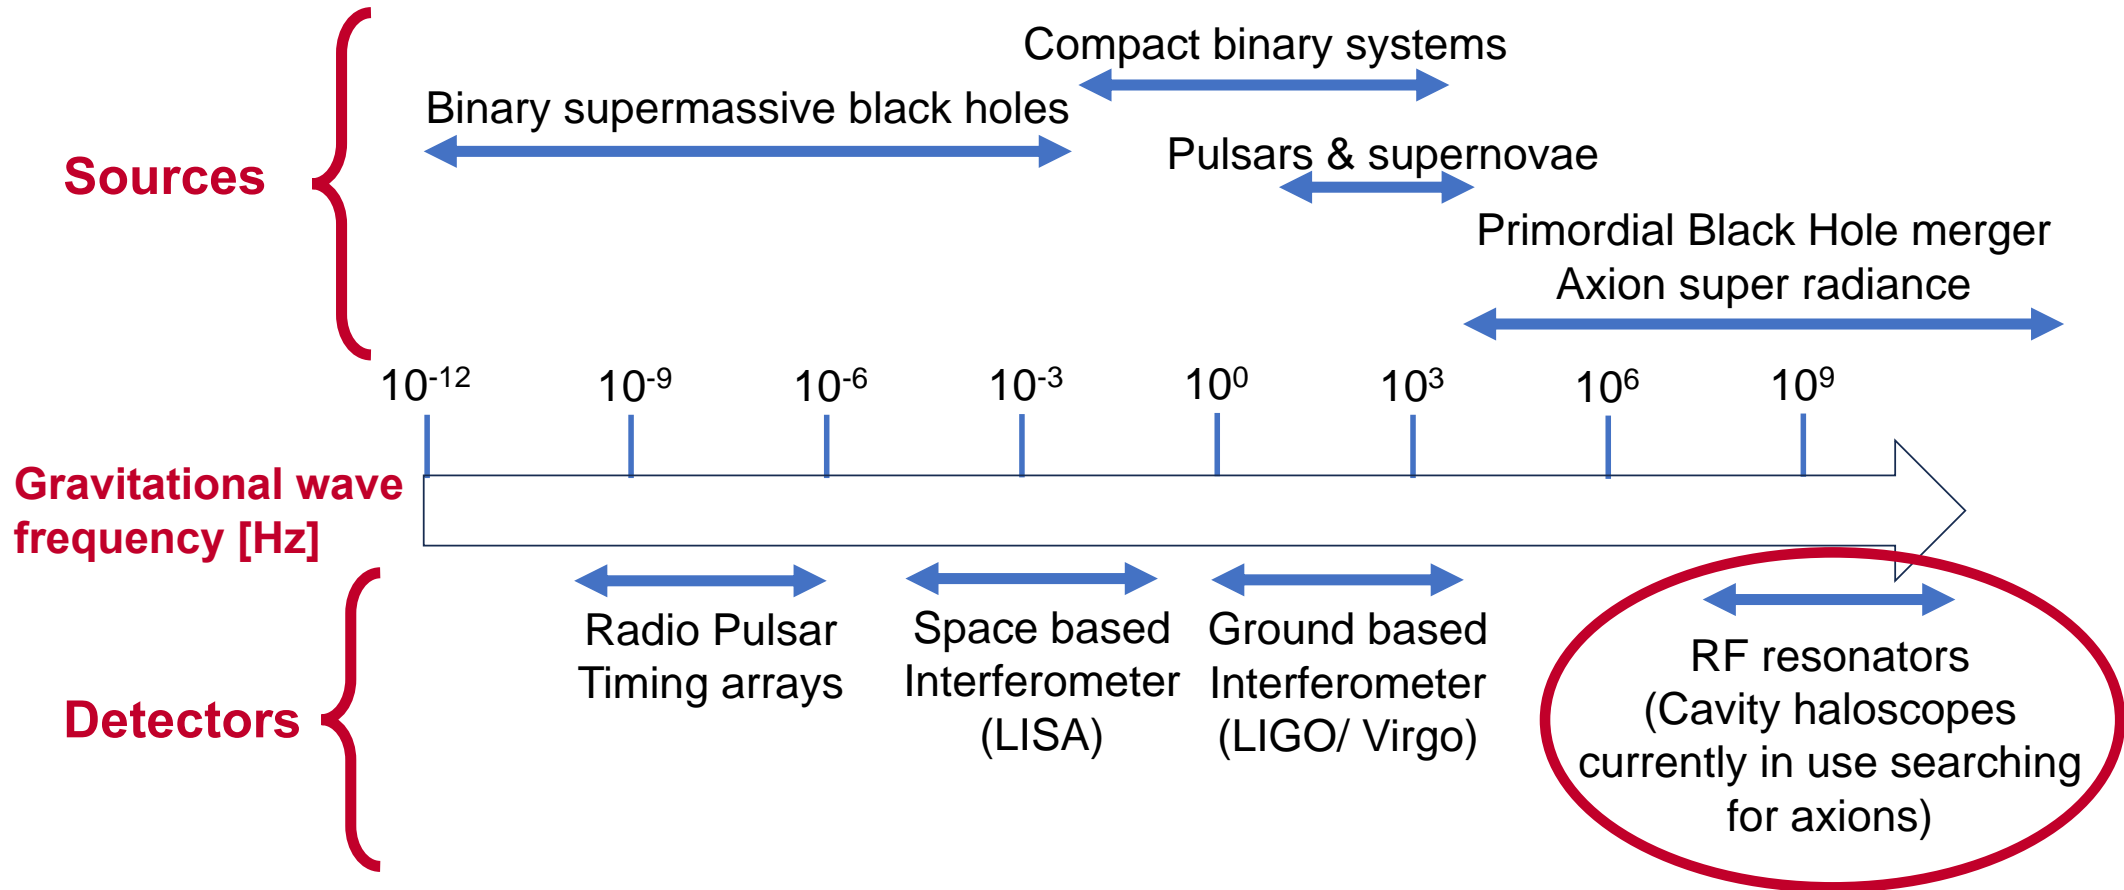 Compact binary systems
Binary supermassive black holes
Pulsars & supernovae
Sources
Primordial Black Hole merger
Axion super radiance
10⁻¹² 10⁻⁹ 10⁻⁶ 10⁻³ 10⁰ 10³ 10⁶ 10⁹
Gravitational wave
frequency [Hz]
Detectors
Radio Pulsar
Timing arrays
Space based
Interferometer
(LISA)
Ground based
Interferometer
(LIGO/ Virgo)
RF resonators
(Cavity haloscopes
currently in use searching
for axions)